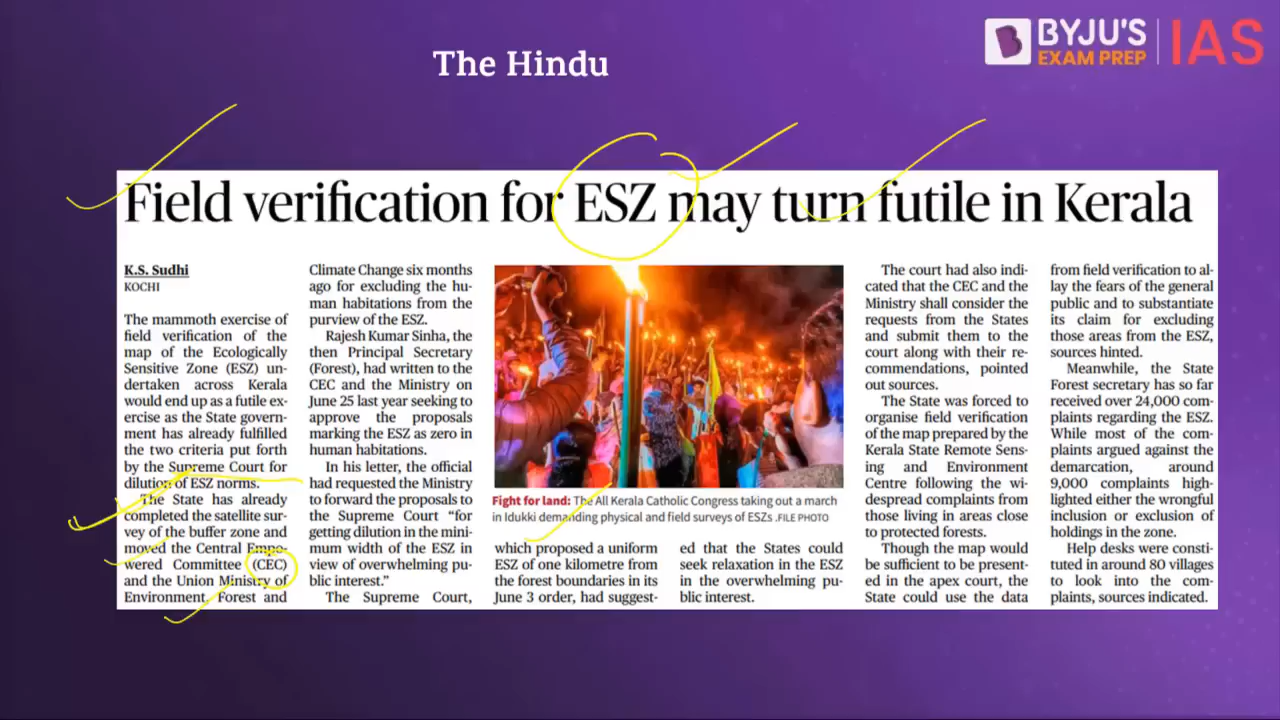 The Hindu
BYJU'S
EXAM PREP
IAS
Field verification for ESZ may turn futile in Kerala
K.S. Sudhi
KOCHI
The mammoth exercise of
field verification of the
map of the Ecologically
Sensitive Zone (ESZ) un-
dertaken across Kerala
would end up as a futile ex-
ercise as the State govern-
ment has already fulfilled
the two criteria put forth
by the Supreme Court for
dilution of ESZ norms.
The State has already
completed the satellite sur-
vey of the buffer zone and
moved the Central Empo-
wered Committee (CEC)
and the Union Ministry of
Environment, Forest and
Climate Change six months
ago for excluding the hu-
man habitations from the
purview of the ESZ.
Rajesh Kumar Sinha, the
then Principal Secretary
(Forest), had written to the
CEC and the Ministry on
June 25 last year seeking to
approve the proposals
marking the ESZ as zero in
human habitations.
In his letter, the official
had requested the Ministry
to forward the proposals to
the Supreme Court “for
getting dilution in the mini-
mum width of the ESZ in
view of overwhelming pu-
blic interest.”
The Supreme Court,
Fight for land: The All Kerala Catholic Congress taking out a march
in Idukki demanding physical and field surveys of ESZs .FILE PHOTO
which proposed a uniform
ESZ of one kilometre from
the forest boundaries in its
June 3 order, had suggest-
ed that the States could
seek relaxation in the ESZ
in the overwhelming pu-
blic interest.
The court had also indi-
cated that the CEC and the
Ministry shall consider the
requests from the States
and submit them to the
court along with their re-
commendations, pointed
out sources.
The State was forced to
organise field verification
of the map prepared by the
Kerala State Remote Sens-
ing and Environment
Centre following the wi-
despread complaints from
those living in areas close
to protected forests.
Though the map would
be sufficient to be present-
ed in the apex court, the
State could use the data
from field verification to al-
lay the fears of the general
public and to substantiate
its claim for excluding
those areas from the ESZ,
sources hinted.
Meanwhile, the State
Forest secretary has so far
received over 24,000 com-
plaints regarding the ESZ.
While most of the com-
plaints argued against the
demarcation, around
9,000 complaints high-
lighted either the wrongful
inclusion or exclusion of
holdings in the zone.
Help desks were consti-
tuted in around 80 villages
to look into the com-
plaints, sources indicated.